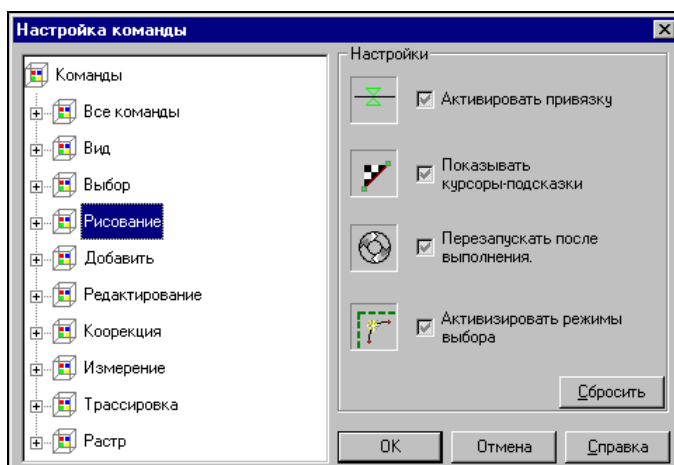 Настройка команды
Команды
Все команды
Вид
Выбор
Рисование
Добавить
Редактирование
Коорекция
Измерение
Трассировка
Растр
Настройки
Активировать привязку
Показывать
курсоры-подсказки
Перезапускать после
выполнения.
Активизировать режимы
выбора
Сбросить
OK
Отмена
Справка